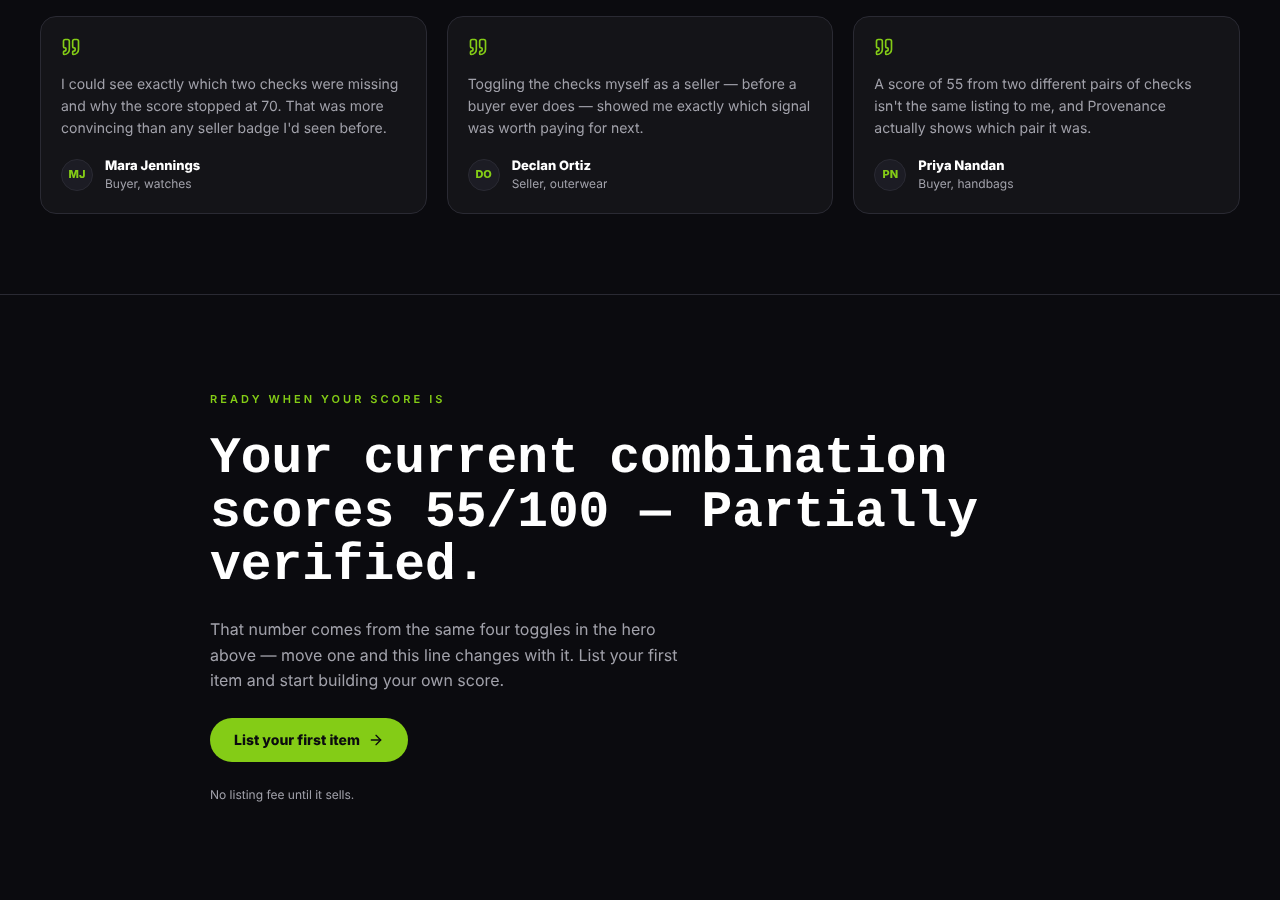 I could see exactly which two checks were missing
and why the score stopped at 70. That was more
convincing than any seller badge I'd seen before.
MJ
Mara Jennings
Buyer, watches
Toggling the checks myself as a seller — before a
buyer ever does — showed me exactly which signal
was worth paying for next.
DO
Declan Ortiz
Seller, outerwear
A score of 55 from two different pairs of checks
isn't the same listing to me, and Provenance
actually shows which pair it was.
PN
Priya Nandan
Buyer, handbags
READY WHEN YOUR SCORE IS
Your current combination
scores 55/100 — Partially
verified.
That number comes from the same four toggles in the hero
above — move one and this line changes with it. List your first
item and start building your own score.
List your first item
No listing fee until it sells.